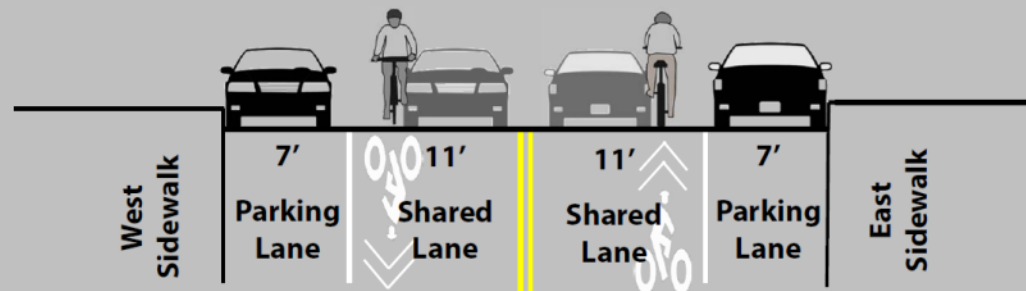 West
Sidewalk
7’
Parking
Lane
11’
Shared
Lane
11’
Shared
Lane
7’
Parking
Lane
East
Sidewalk